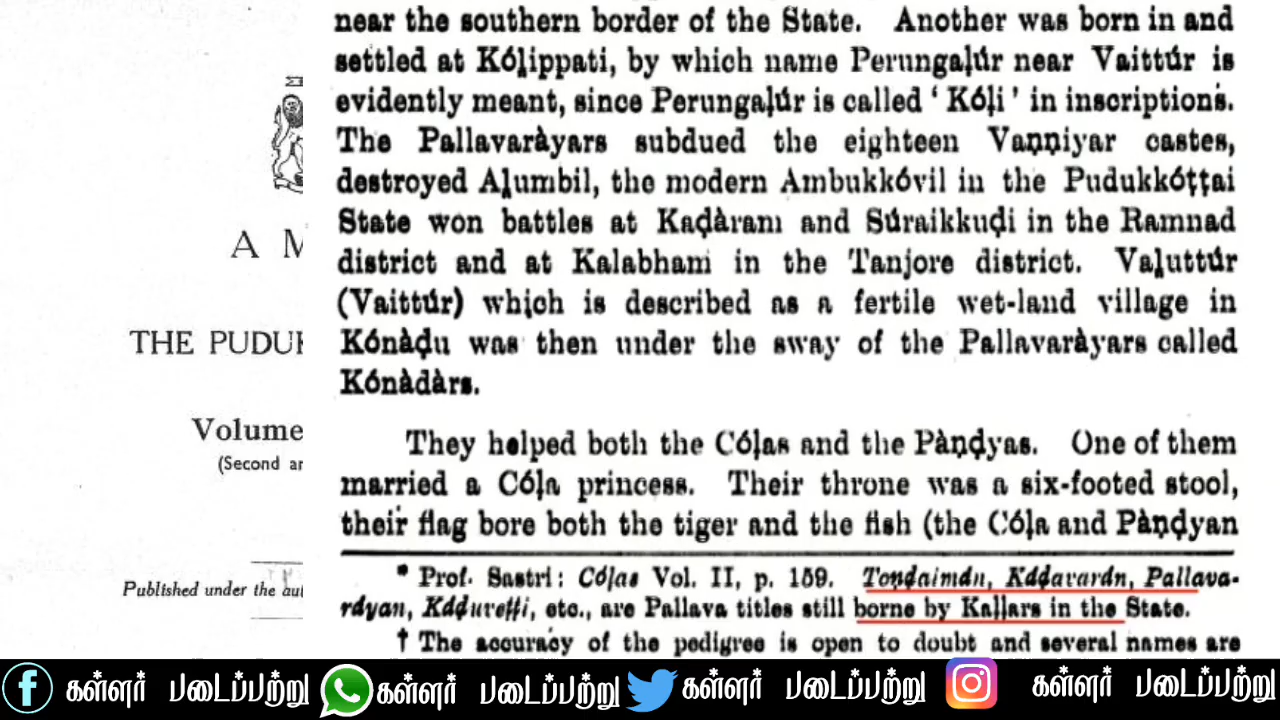 A M
THE PUDUK
Volume
(Second ar
Published under the au
near the southern border of the State. Another was born in and
settled at Kóḷippati, by which name Perungaḷúr near Vaittúr is
evidently meant, since Perungaḷúr is called ‘ Kóḷi ’ in inscriptions.
The Pallavaràyars subdued the eighteen Vaṇṇiyar castes,
destroyed Aḷumbil, the modern Ambukkóvil in the Pudukkóṭṭai
State won battles at Kaḍàram and Súraikkuḍi in the Ramnad
district and at Kalabham in the Tanjore district. Vaḷuttúr
(Vaittúr) which is described as a fertile wet-land village in
Kónàḍu was then under the sway of the Pallavaràyars called
Kónàdàrs.
They helped both the Cóḷas and the Pàṇḍyas. One of them
married a Cóḷa princess. Their throne was a six-footed stool,
their flag bore both the tiger and the fish (the Cóḷa and Pàṇḍyan
* Prof. Sastri: Cóḷas Vol. II, p. 159. Toṇḍaimán, Káḍavarán, Pallava-
ráyan, Káḍuveṭṭi, etc., are Pallava titles still borne by Kaḷḷars in the State.
† The accuracy of the pedigree is open to doubt and several names are
கள்ளர் படைப்பற்று கள்ளர் படைப்பற்று கள்ளர் படைப்பற்று கள்ளர் படைப்பற்று